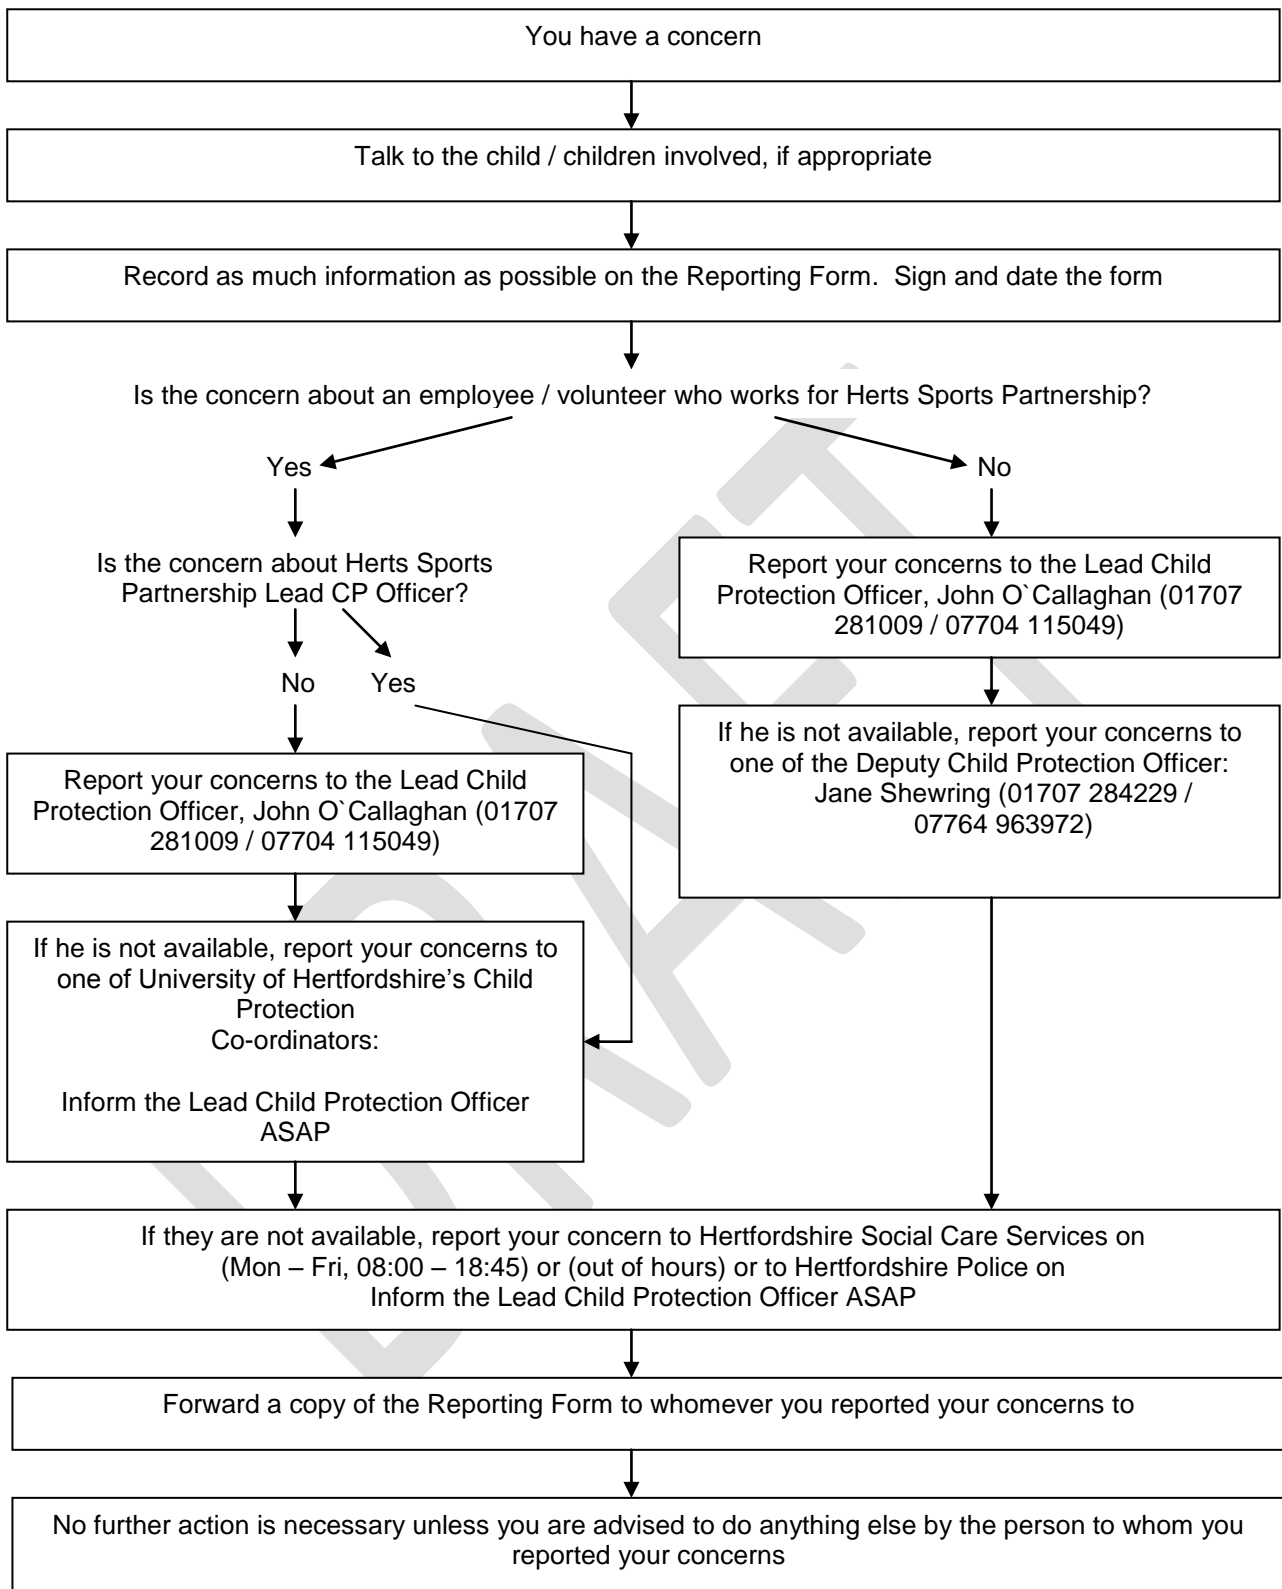 You have a concern
Talk to the child / children involved, if appropriate
Record as much information as possible on the Reporting Form.  Sign and date the form
Is the concern about an employee / volunteer who works for Herts Sports Partnership?
Yes
No
Is the concern about Herts Sports
Partnership Lead CP Officer?
No
Yes
Report your concerns to the Lead Child
Protection Officer, John O`Callaghan (01707
281009 / 07704 115049)
If he is not available, report your concerns to
one of the Deputy Child Protection Officer:
Jane Shewring (01707 284229 /
07764 963972)
Report your concerns to the Lead Child
Protection Officer, John O`Callaghan (01707
281009 / 07704 115049)
If he is not available, report your concerns to
one of University of Hertfordshire’s Child
Protection
Co-ordinators:
Inform the Lead Child Protection Officer
ASAP
If they are not available, report your concern to Hertfordshire Social Care Services on
(Mon – Fri, 08:00 – 18:45) or (out of hours) or to Hertfordshire Police on
Inform the Lead Child Protection Officer ASAP
Forward a copy of the Reporting Form to whomever you reported your concerns to
No further action is necessary unless you are advised to do anything else by the person to whom you
reported your concerns
DRAFT